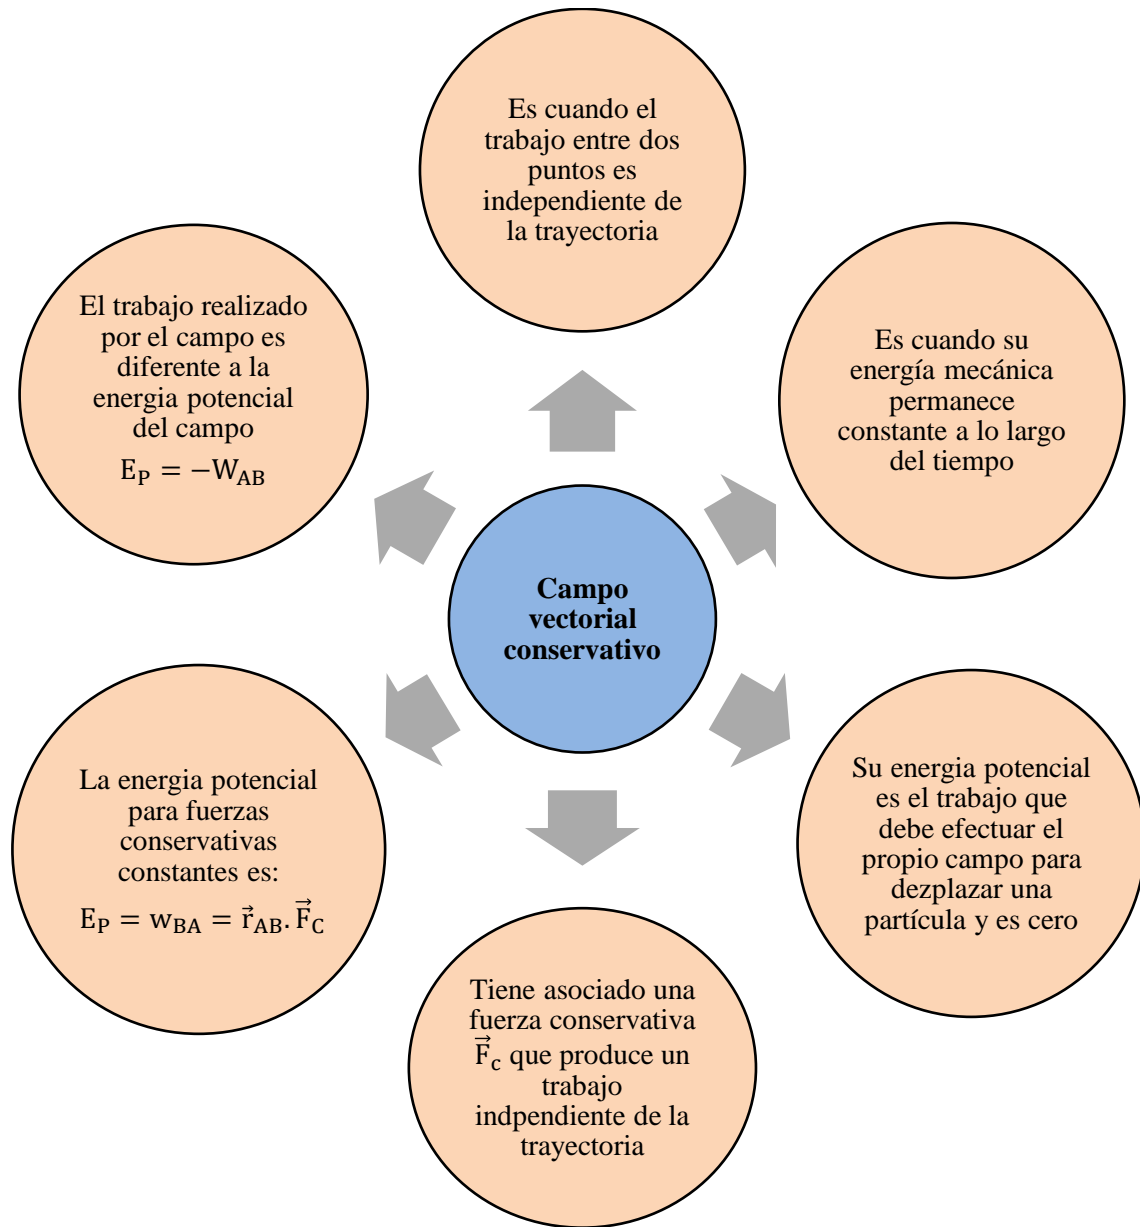 Es cuando el
trabajo entre dos
puntos es
independiente de
la trayectoria
El trabajo realizado
por el campo es
diferente a la
energia potencial
del campo
E_P = −W_AB
Es cuando su
energía mecánica
permanece
constante a lo largo
del tiempo
Campo
vectorial
conservativo
La energia potencial
para fuerzas
conservativas
constantes es:
E_P = w_BA = r⃗_AB. F⃗_C
Su energia potencial
es el trabajo que
debe efectuar el
propio campo para
dezplazar una
partícula y es cero
Tiene asociado una
fuerza conservativa
F⃗_c que produce un
trabajo
indpendiente de la
trayectoria